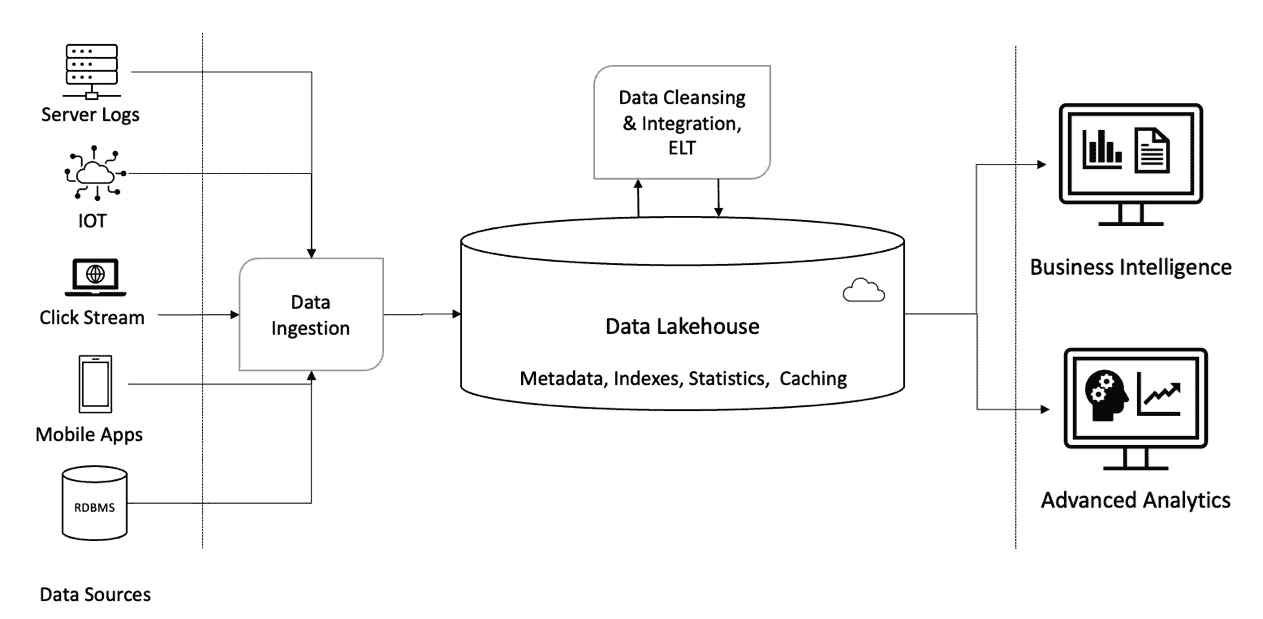 Server Logs
IOT
Click Stream
Mobile Apps
RDBMS
Data Sources
Data
Ingestion
Data Cleansing
& Integration,
ELT
Data Lakehouse
Metadata, Indexes, Statistics, Caching
Business Intelligence
Advanced Analytics